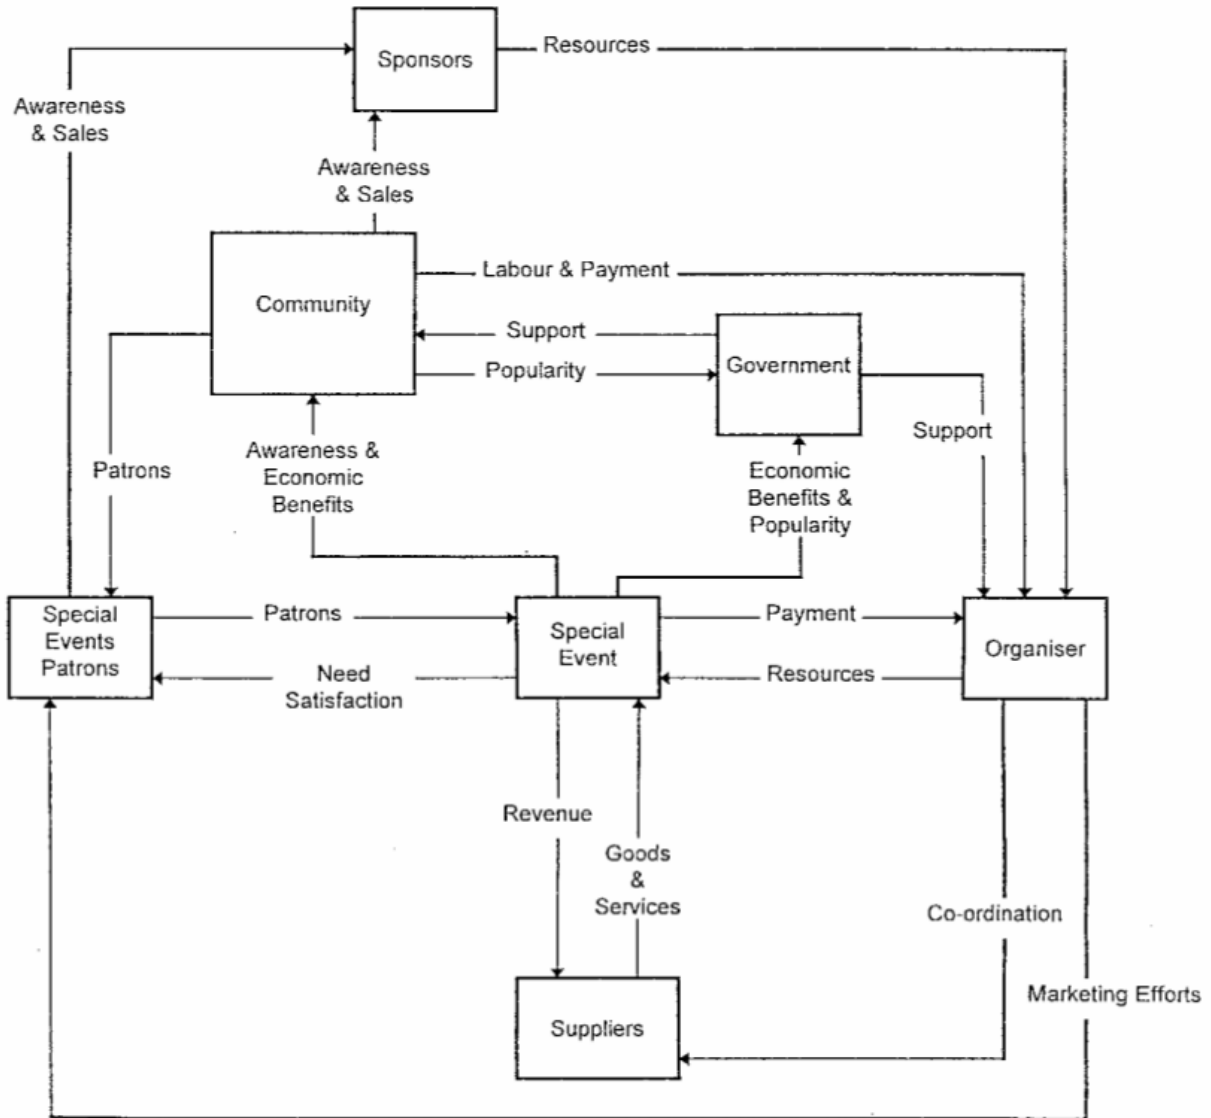 Sponsors
Resources
Awareness
& Sales
Awareness
& Sales
Community
Labour & Payment
Support
Popularity
Government
Support
Patrons
Awareness &
Economic
Benefits
Economic
Benefits &
Popularity
Special
Events
Patrons
Patrons
Need
Satisfaction
Special
Event
Payment
Resources
Organiser
Revenue
Goods
&
Services
Co-ordination
Marketing Efforts
Suppliers